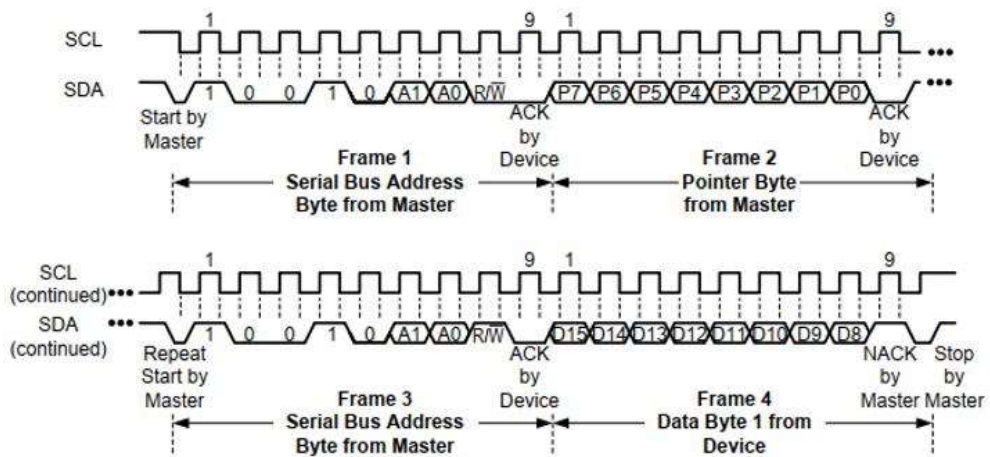 1 9 1 9
SCL •••
SDA 1 0 0 1 0 A1 A0 R/W̅ P7 P6 P5 P4 P3 P2 P1 P0 •••
Start by
Master
ACK
by
Device
ACK
by
Device
Frame 1
Serial Bus Address
Byte from Master
Frame 2
Pointer Byte
from Master
1 9 1 9
SCL
(continued) •••
SDA
(continued) ••• 1 0 0 1 0 A1 A0 R/W̅ D15 D14 D13 D12 D11 D10 D9 D8
Repeat
Start by
Master
ACK
by
Device
NACK
by
Master
Stop
by
Master
Frame 3
Serial Bus Address
Byte from Master
Frame 4
Data Byte 1 from
Device